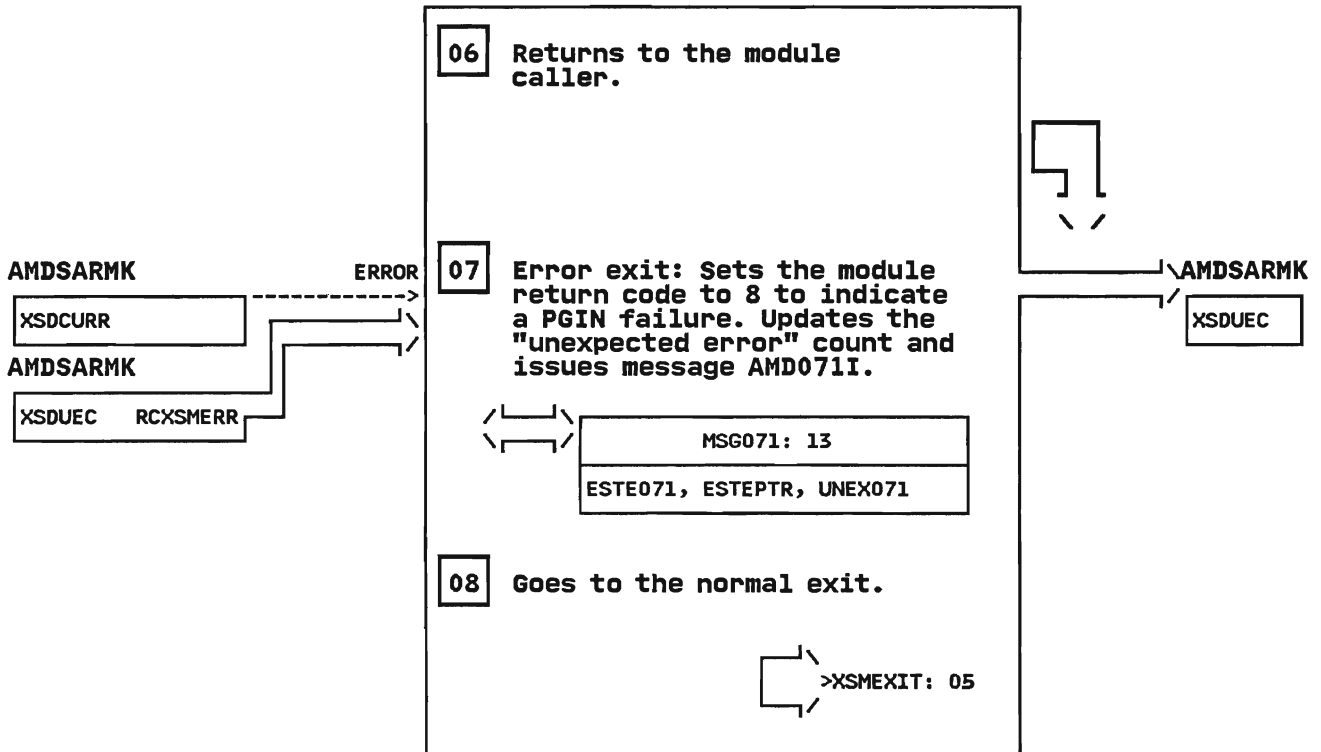 06 Returns to the module
caller.
AMDSARMK
ERROR
07 Error exit: Sets the module
return code to 8 to indicate
a PGIN failure. Updates the
"unexpected error" count and
issues message AMD071I.
XSDCURR
AMDSARMK
XSDUEC RCXSMERR
AMDSARMK
XSDUEC
MSG071: 13
ESTE071, ESTEPTR, UNEX071
08 Goes to the normal exit.
>XSMEXIT: 05